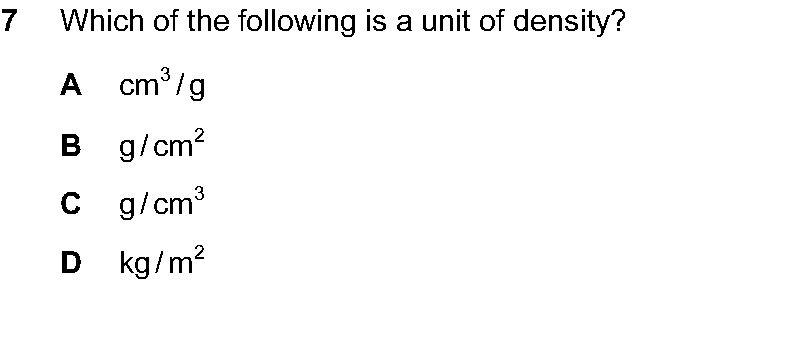 7 Which of the following is a unit of density?
A cm³/g
B g/cm²
C g/cm³
D kg/m²